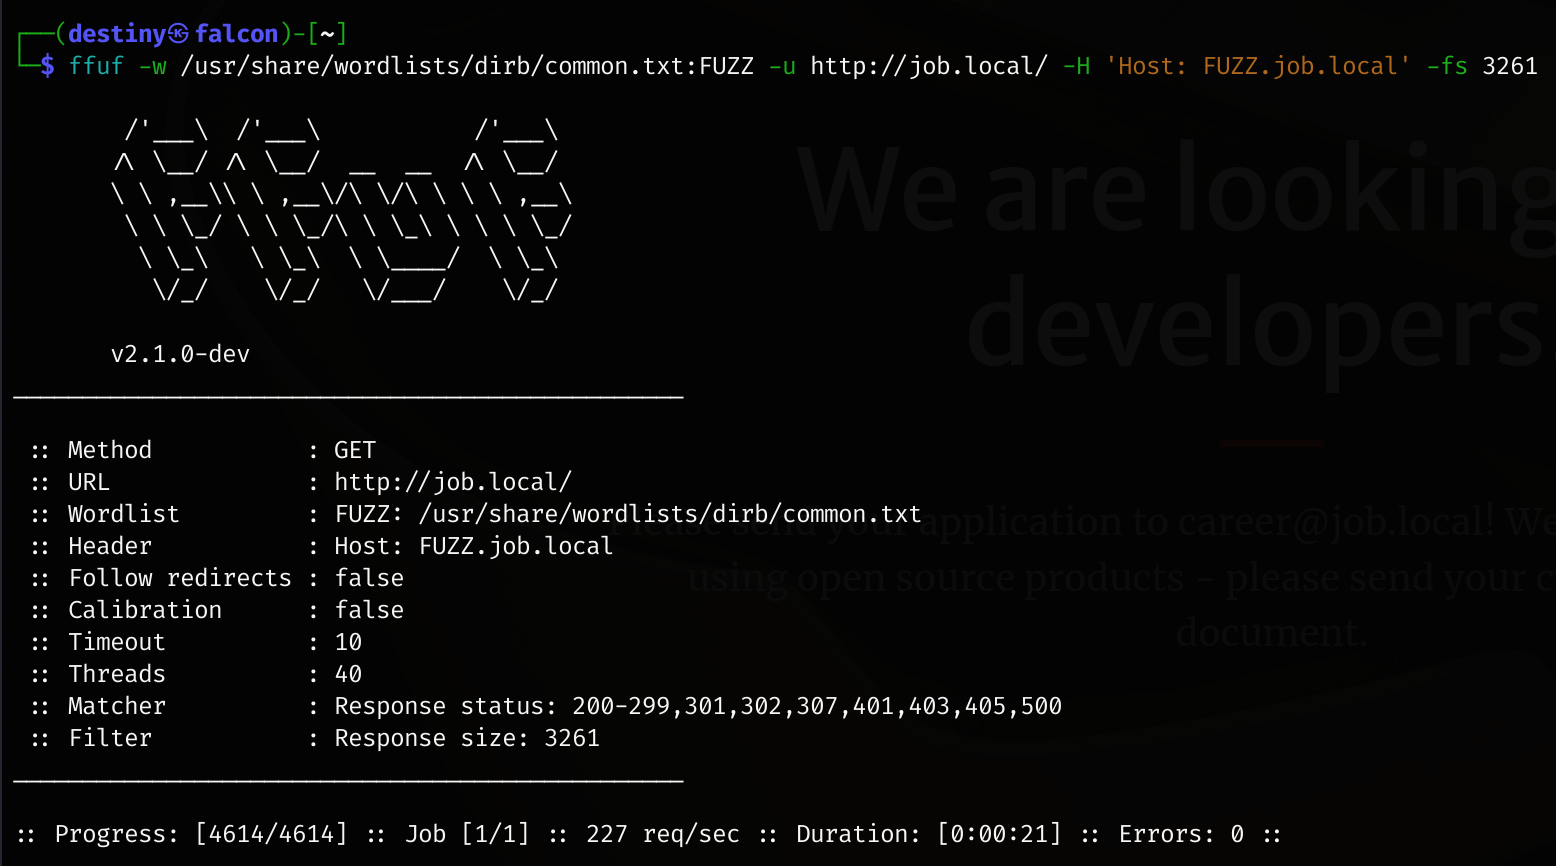 ┌──(destiny㉿falcon)-[~]
└─$ ffuf -w /usr/share/wordlists/dirb/common.txt:FUZZ -u http://job.local/ -H 'Host: FUZZ.job.local' -fs 3261
We are looking
developers
v2.1.0-dev
:: Method : GET
:: URL : http://job.local/
:: Wordlist : FUZZ: /usr/share/wordlists/dirb/common.txt
:: Header : Host: FUZZ.job.local
:: Follow redirects : false
:: Calibration : false
:: Timeout : 10
:: Threads : 40
:: Matcher : Response status: 200-299,301,302,307,401,403,405,500
:: Filter : Response size: 3261
your application to career@job.local! We
using open source products - please send your
document.
:: Progress: [4614/4614] :: Job [1/1] :: 227 req/sec :: Duration: [0:00:21] :: Errors: 0 ::